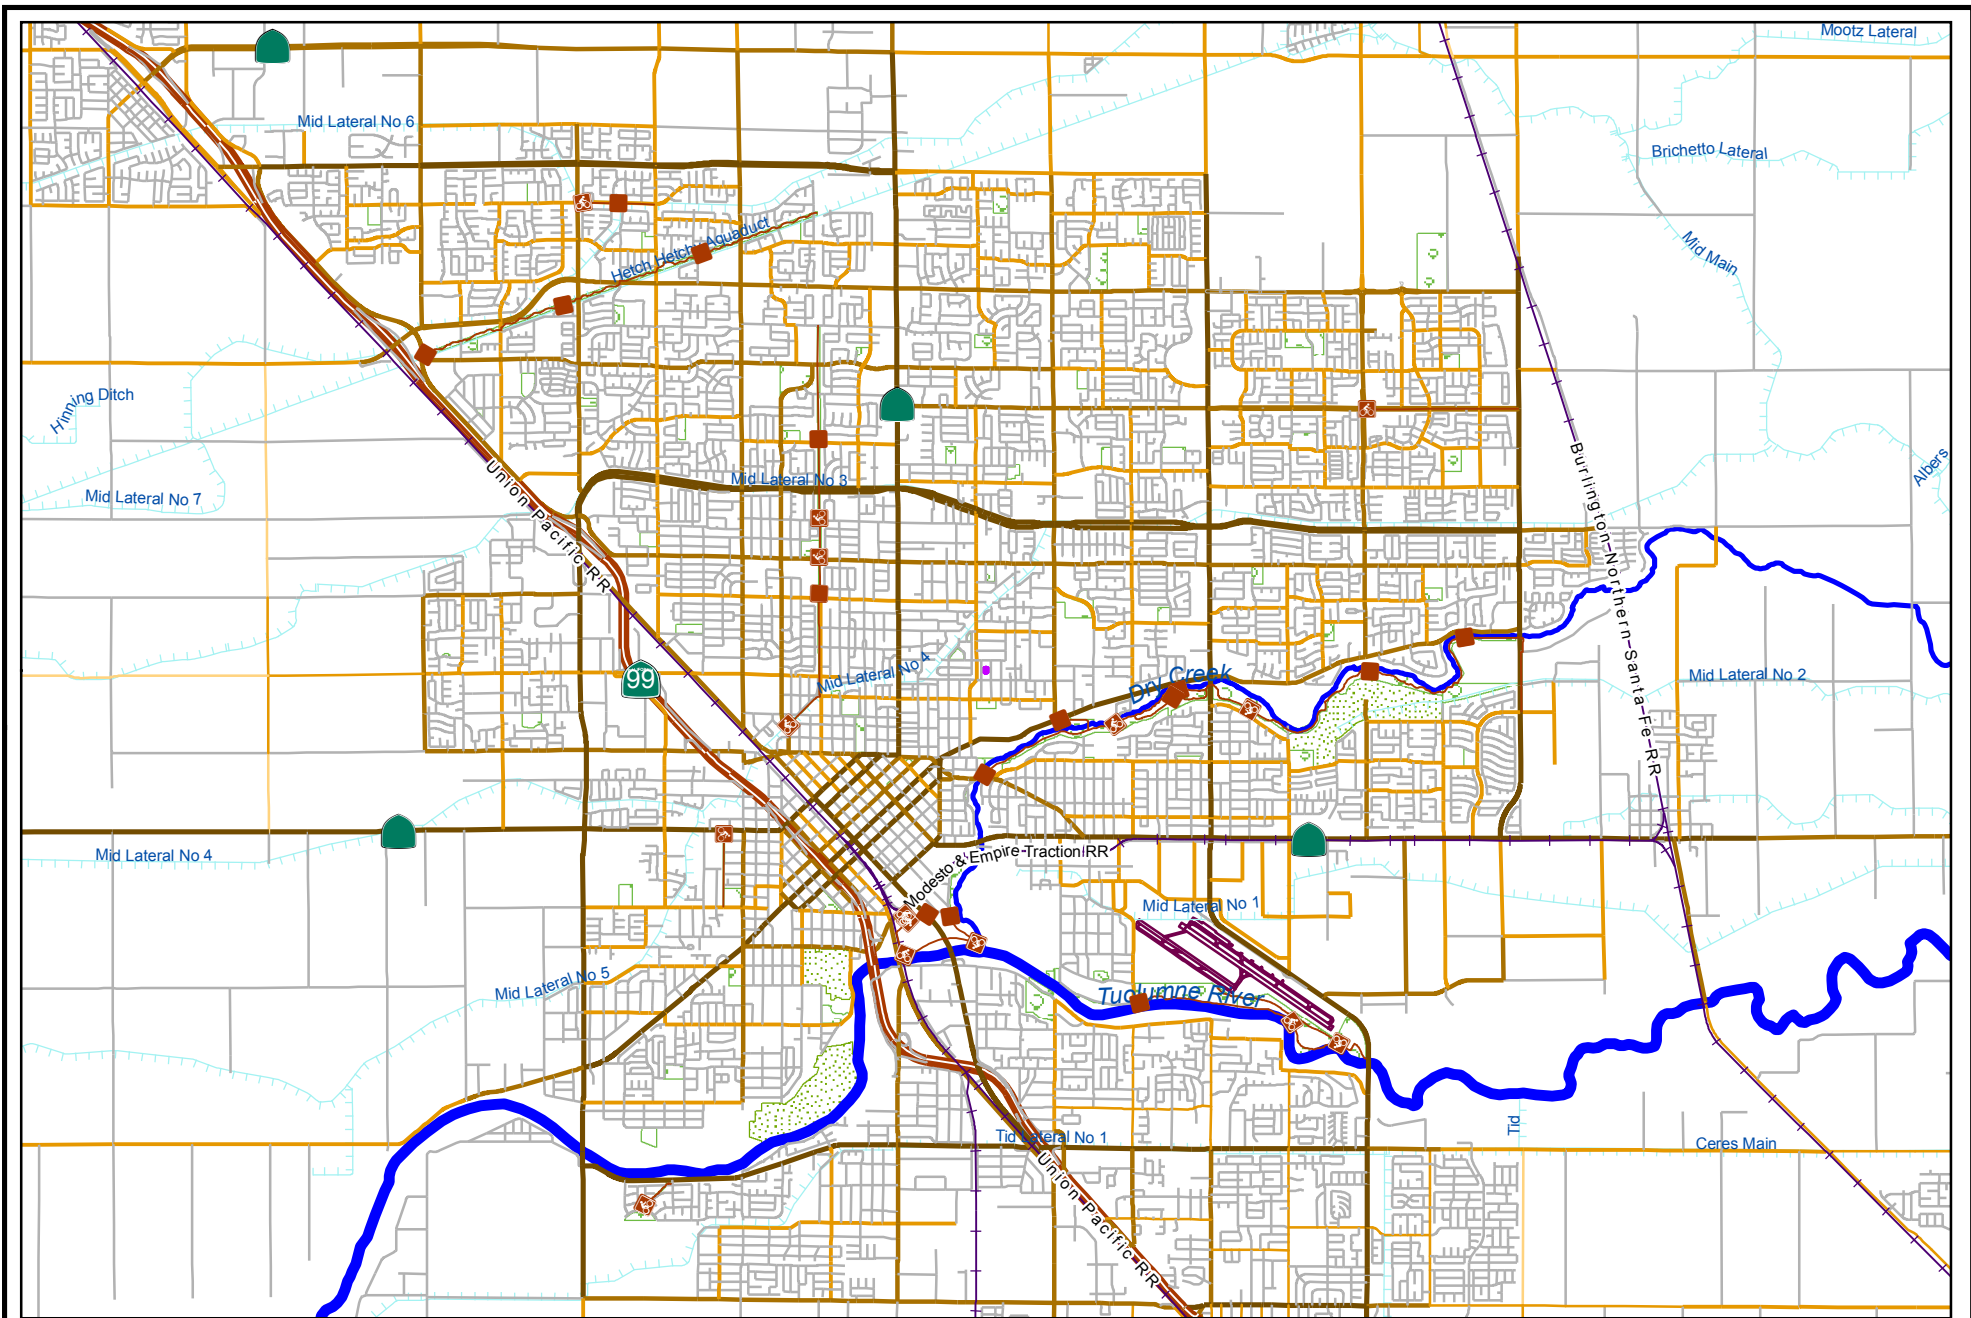 Mootz Lateral
Mid Lateral No 6
Brichetto Lateral
Hetch Hetchy Aquaduct
Mid Main
Hinning Ditch
Union Pacific RR
Mid Lateral No 3
Burlington Northern Santa Fe RR
Albers
Mid Lateral No 7
99
Mid Lateral No 4
Dry Creek
Mid Lateral No 2
Mid Lateral No 4
Modesto & Empire Traction RR
Mid Lateral No 1
Mid Lateral No 5
Tuolumne River
Tid Lateral No 1
Tid
Ceres Main
Union Pacific RR